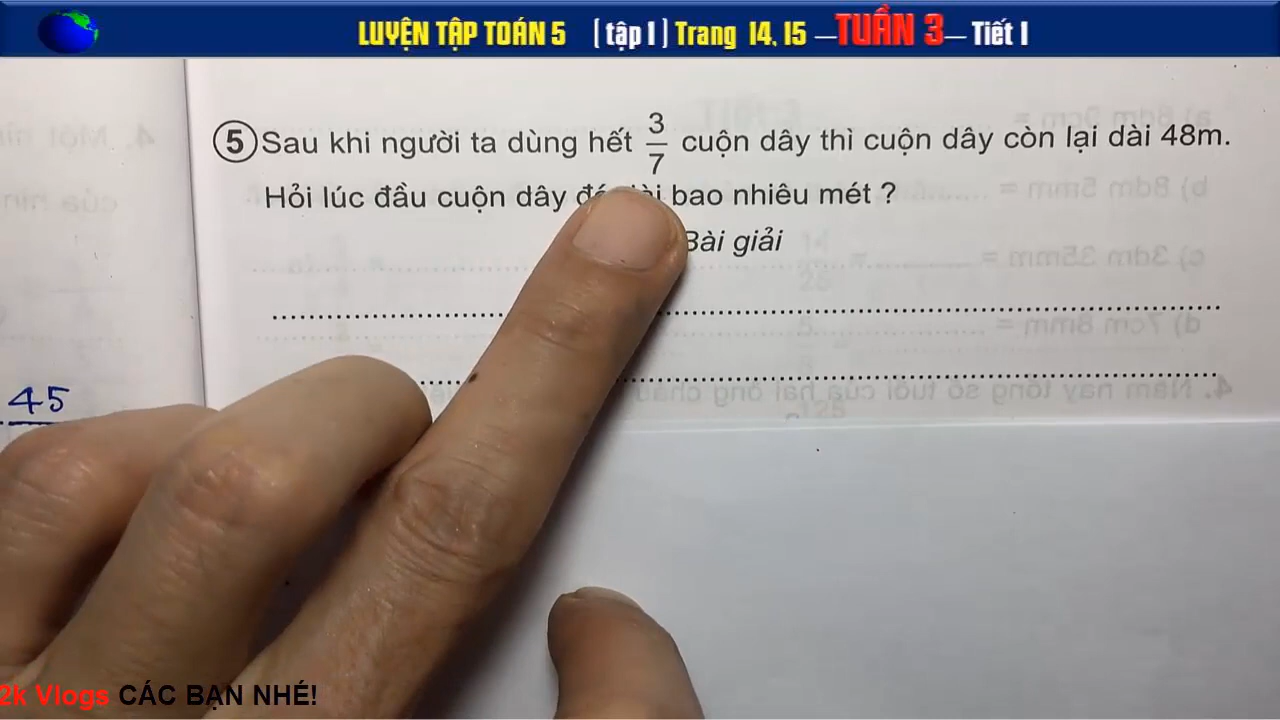 LUYỆN TẬP TOÁN 5 ( tập 1 ) Trang 14, 15 — TUẦN 3 — Tiết 1
5 Sau khi người ta dùng hết 3/7 cuộn dây thì cuộn dây còn lại dài 48m.
Hỏi lúc đầu cuộn dây bao nhiêu mét ?
Bài giải
45
2k Vlogs CÁC BẠN NHÉ!